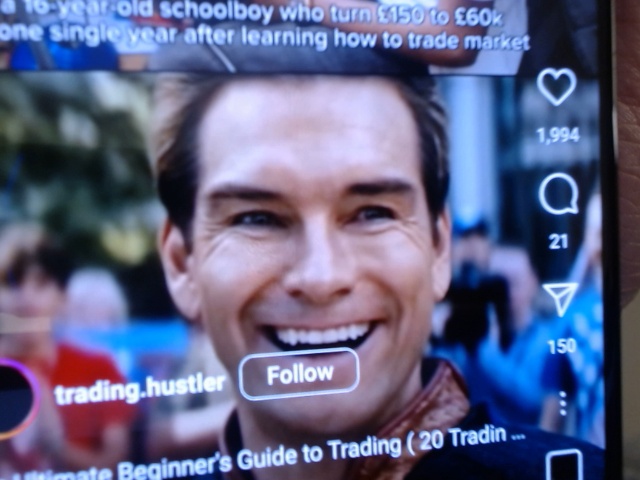 a 16-year-old schoolboy who turn £150 to £60k
one single year after learning how to trade market
1,994
21
150
trading.hustler
Follow
Ultimate Beginner's Guide to Trading ( 20 Tradin ...